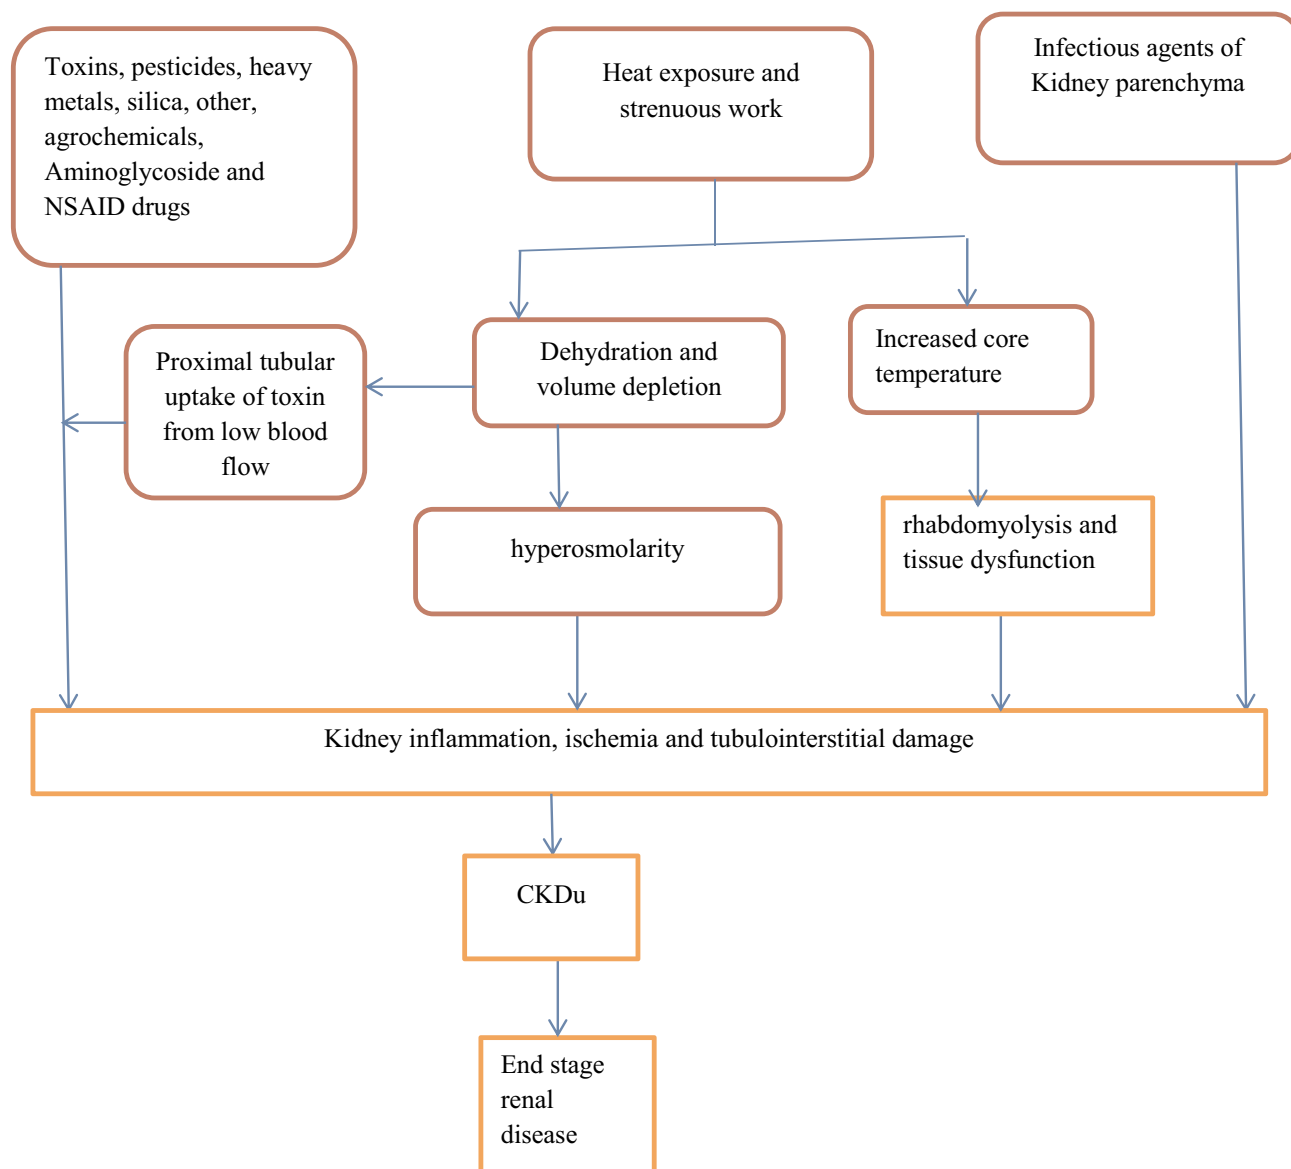 Toxins, pesticides, heavy
metals, silica, other,
agrochemicals,
Aminoglycoside and
NSAID drugs
Heat exposure and
strenuous work
Infectious agents of
Kidney parenchyma
Proximal tubular
uptake of toxin
from low blood
flow
Dehydration and
volume depletion
Increased core
temperature
hyperosmolarity
rhabdomyolysis and
tissue dysfunction
Kidney inflammation, ischemia and tubulointerstitial damage
CKDu
End stage
renal
disease